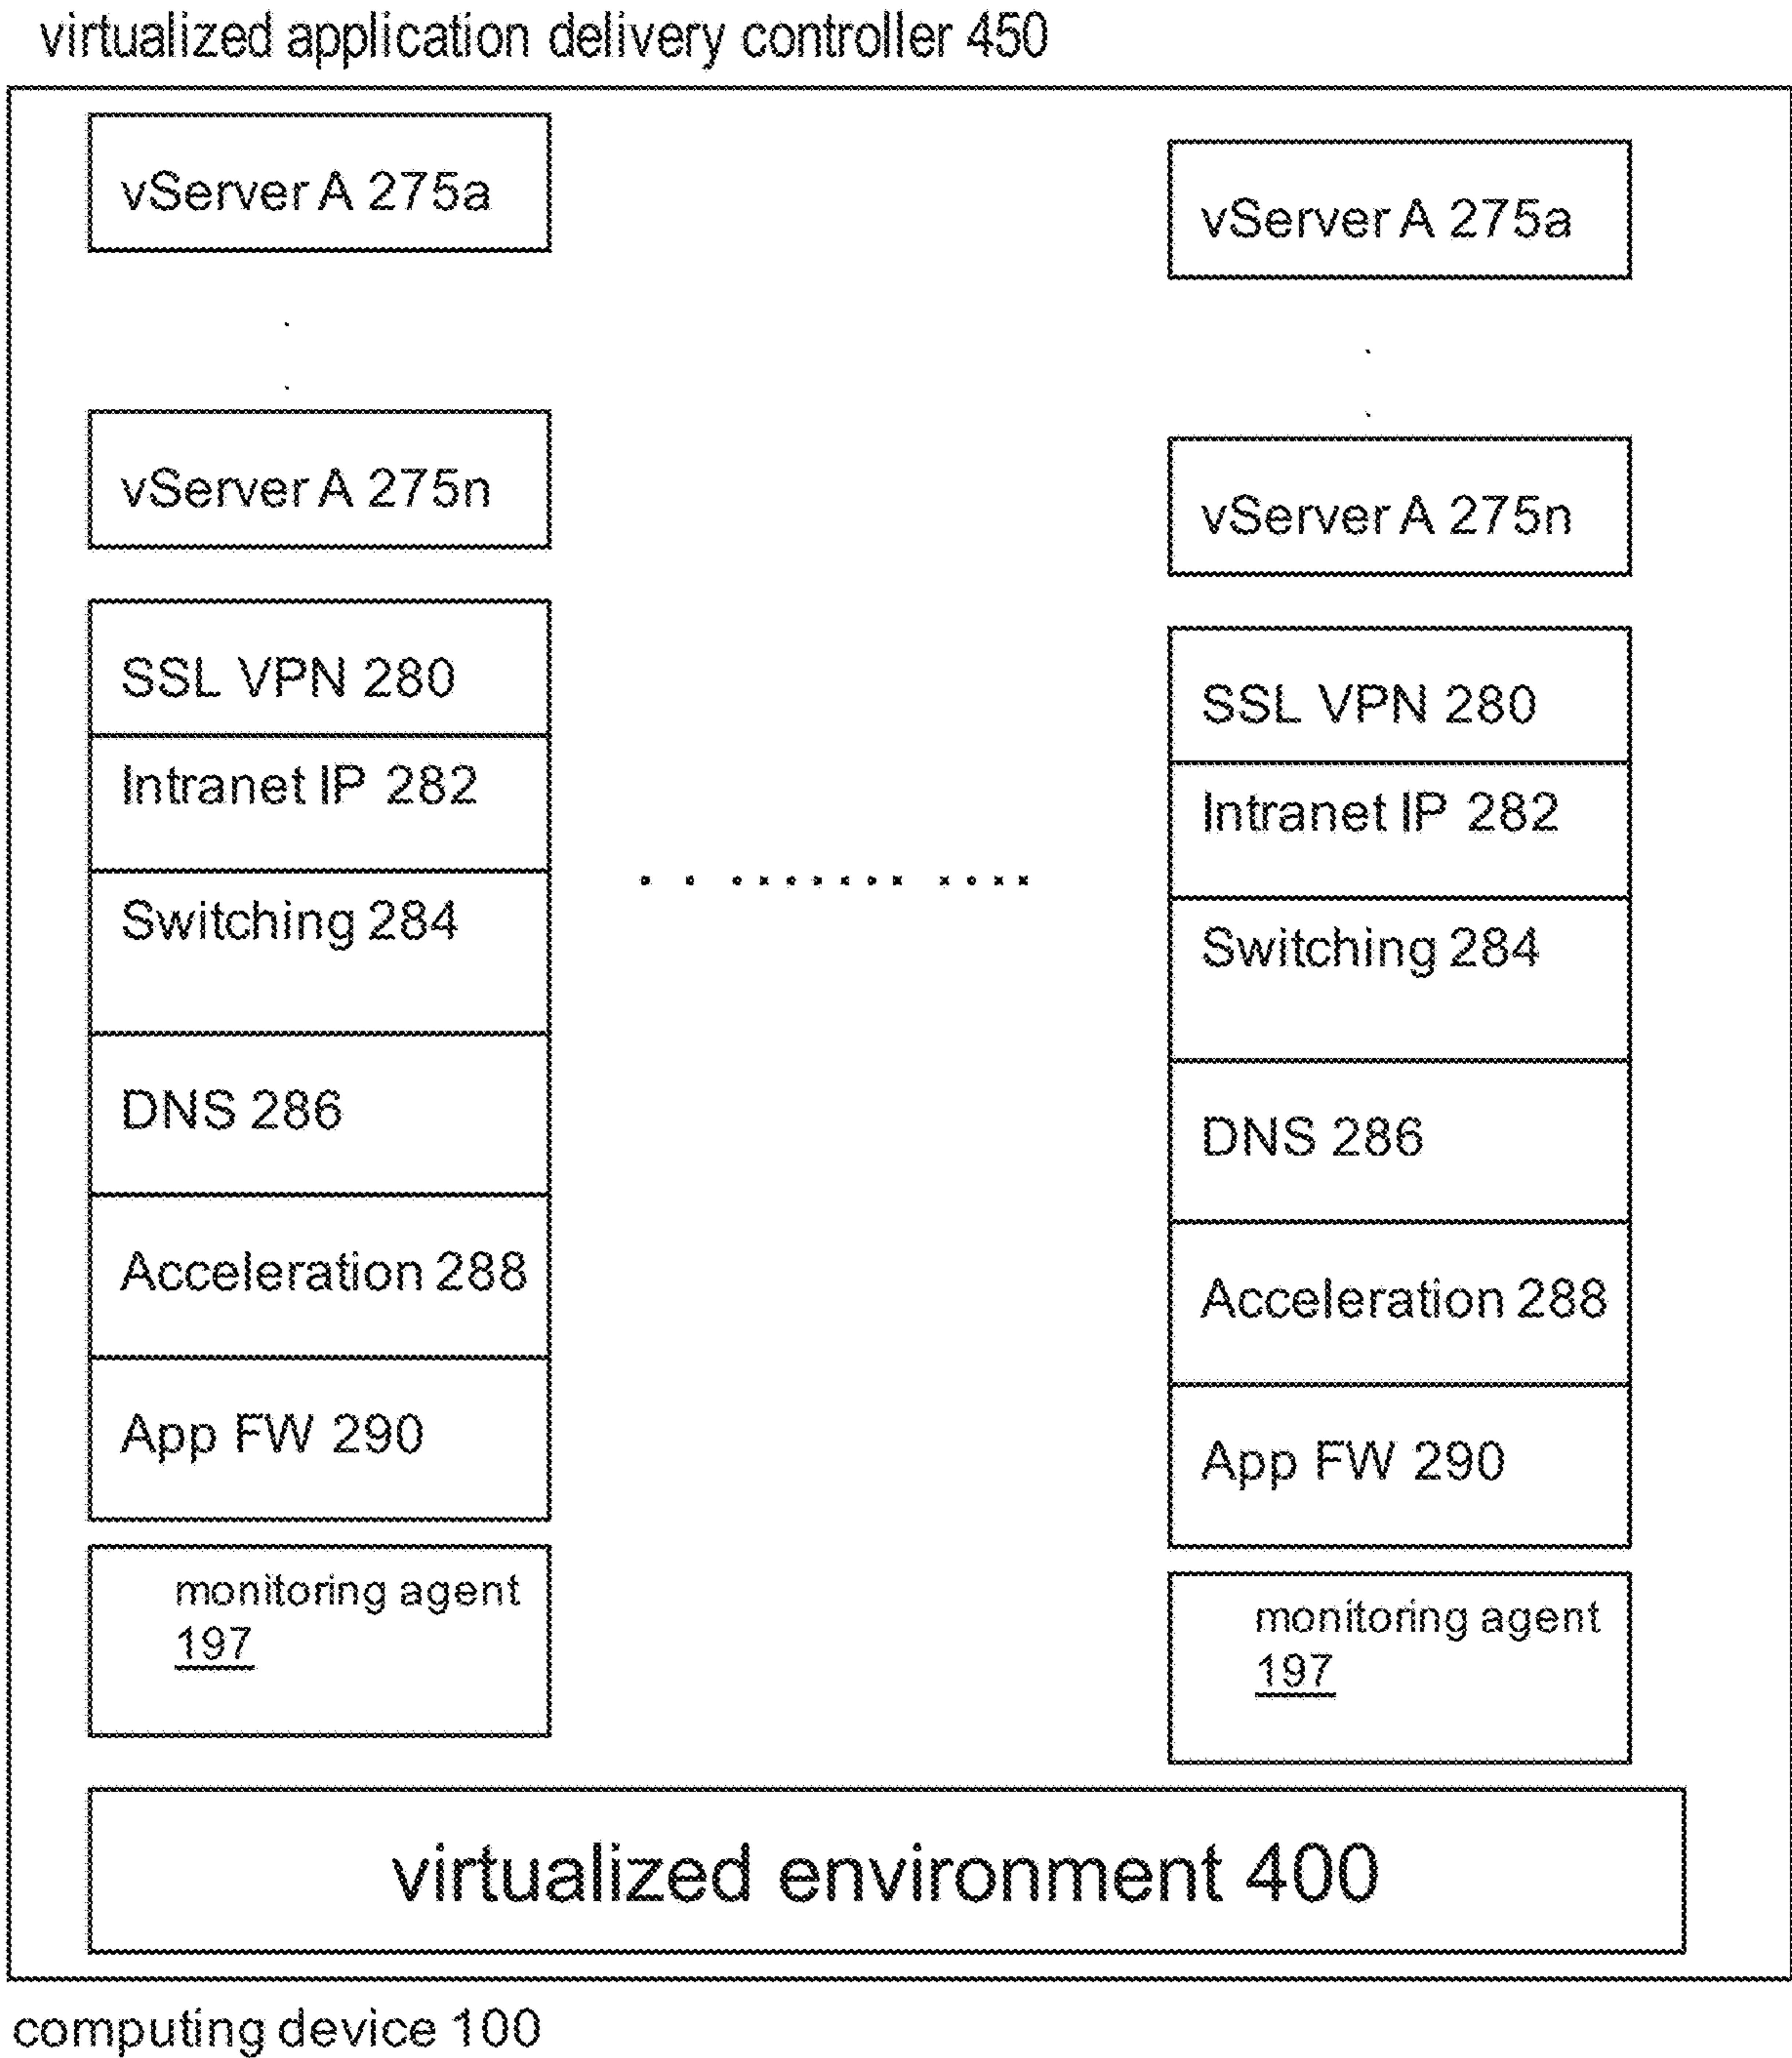 virtualized application delivery controller 450
vServer A 275a
vServer A 275n
SSL VPN 280
Intranet IP 282
Switching 284
DNS 286
Acceleration 288
App FW 290
monitoring agent
197
vServer A 275a
vServer A 275n
SSL VPN 280
Intranet IP 282
Switching 284
DNS 286
Acceleration 288
App FW 290
monitoring agent
197
virtualized environment 400
computing device 100